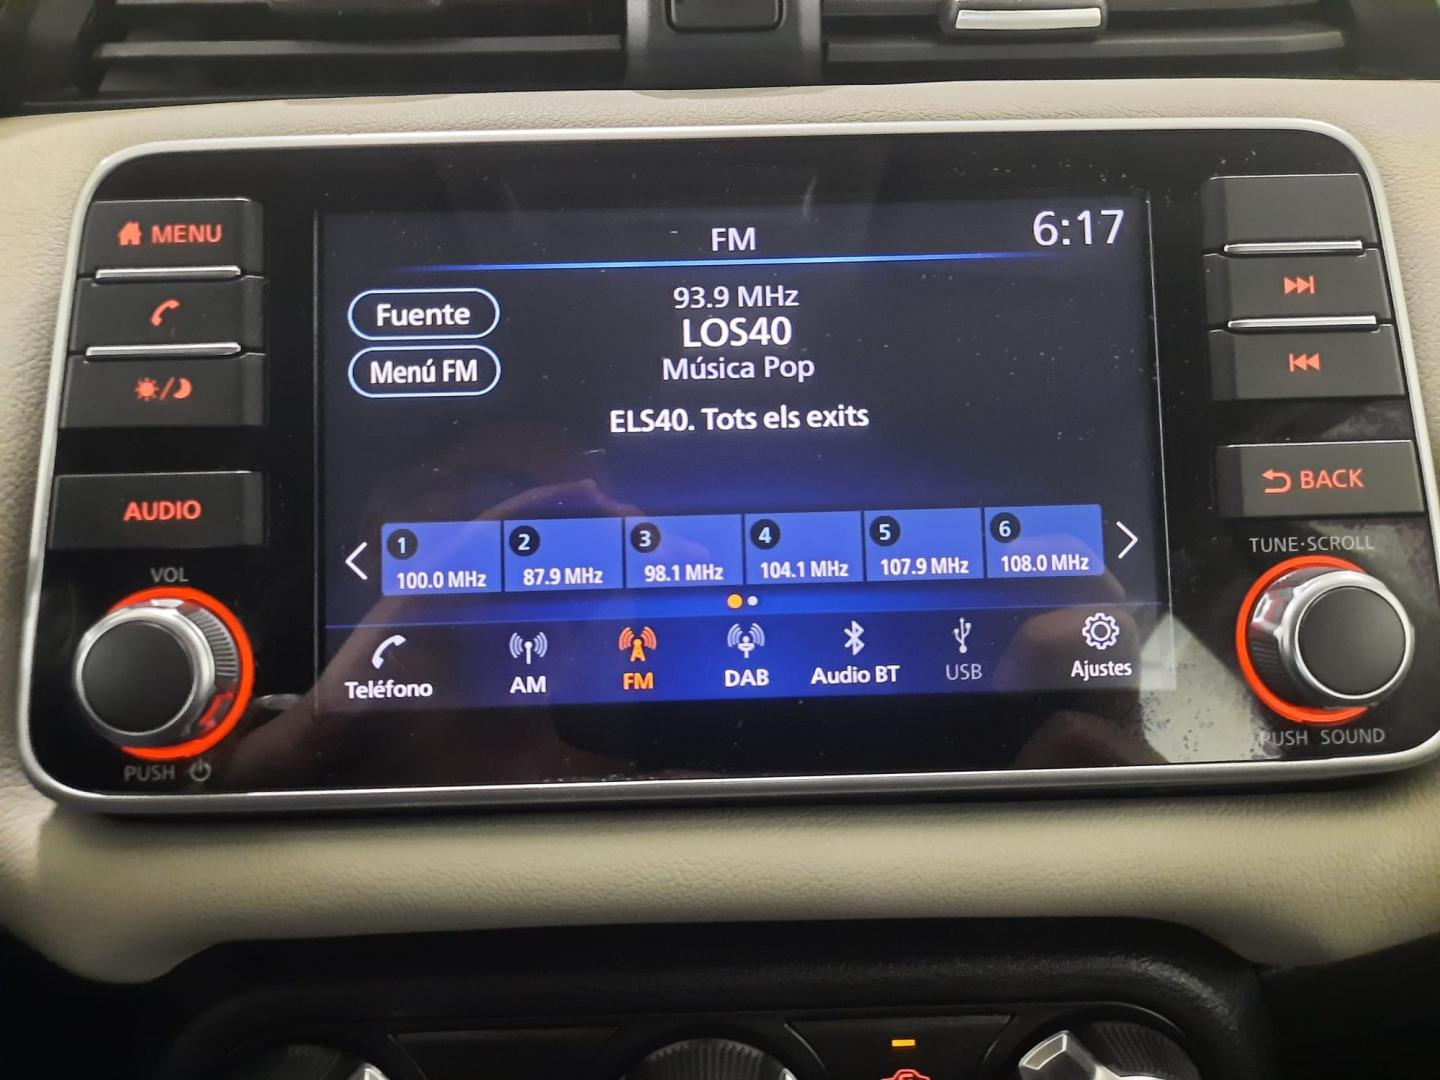 FM
6:17
MENU
Fuente
93.9 MHz
LOS40
Menú FM
Música Pop
ELS40. Tots els exits
AUDIO
BACK
VOL
TUNE·SCROLL
1 2 3 4 5 6
100.0 MHz 87.9 MHz 98.1 MHz 104.1 MHz 107.9 MHz 108.0 MHz
Teléfono AM FM DAB Audio BT USB Ajustes
PUSH
PUSH SOUND